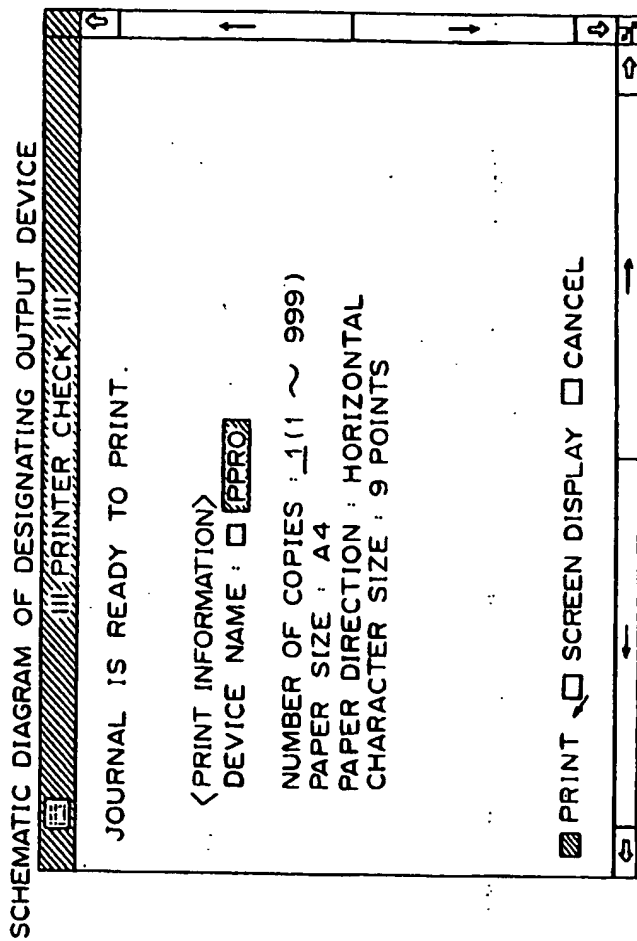 SCHEMATIC DIAGRAM OF DESIGNATING OUTPUT DEVICE
PRINTER CHECK
JOURNAL IS READY TO PRINT.
<PRINT INFORMATION>
DEVICE NAME : □ PPRO
NUMBER OF COPIES : 1 (1 ~ 999)
PAPER SIZE : A4
PAPER DIRECTION : HORIZONTAL
CHARACTER SIZE : 9 POINTS
PRINT □ SCREEN DISPLAY □ CANCEL